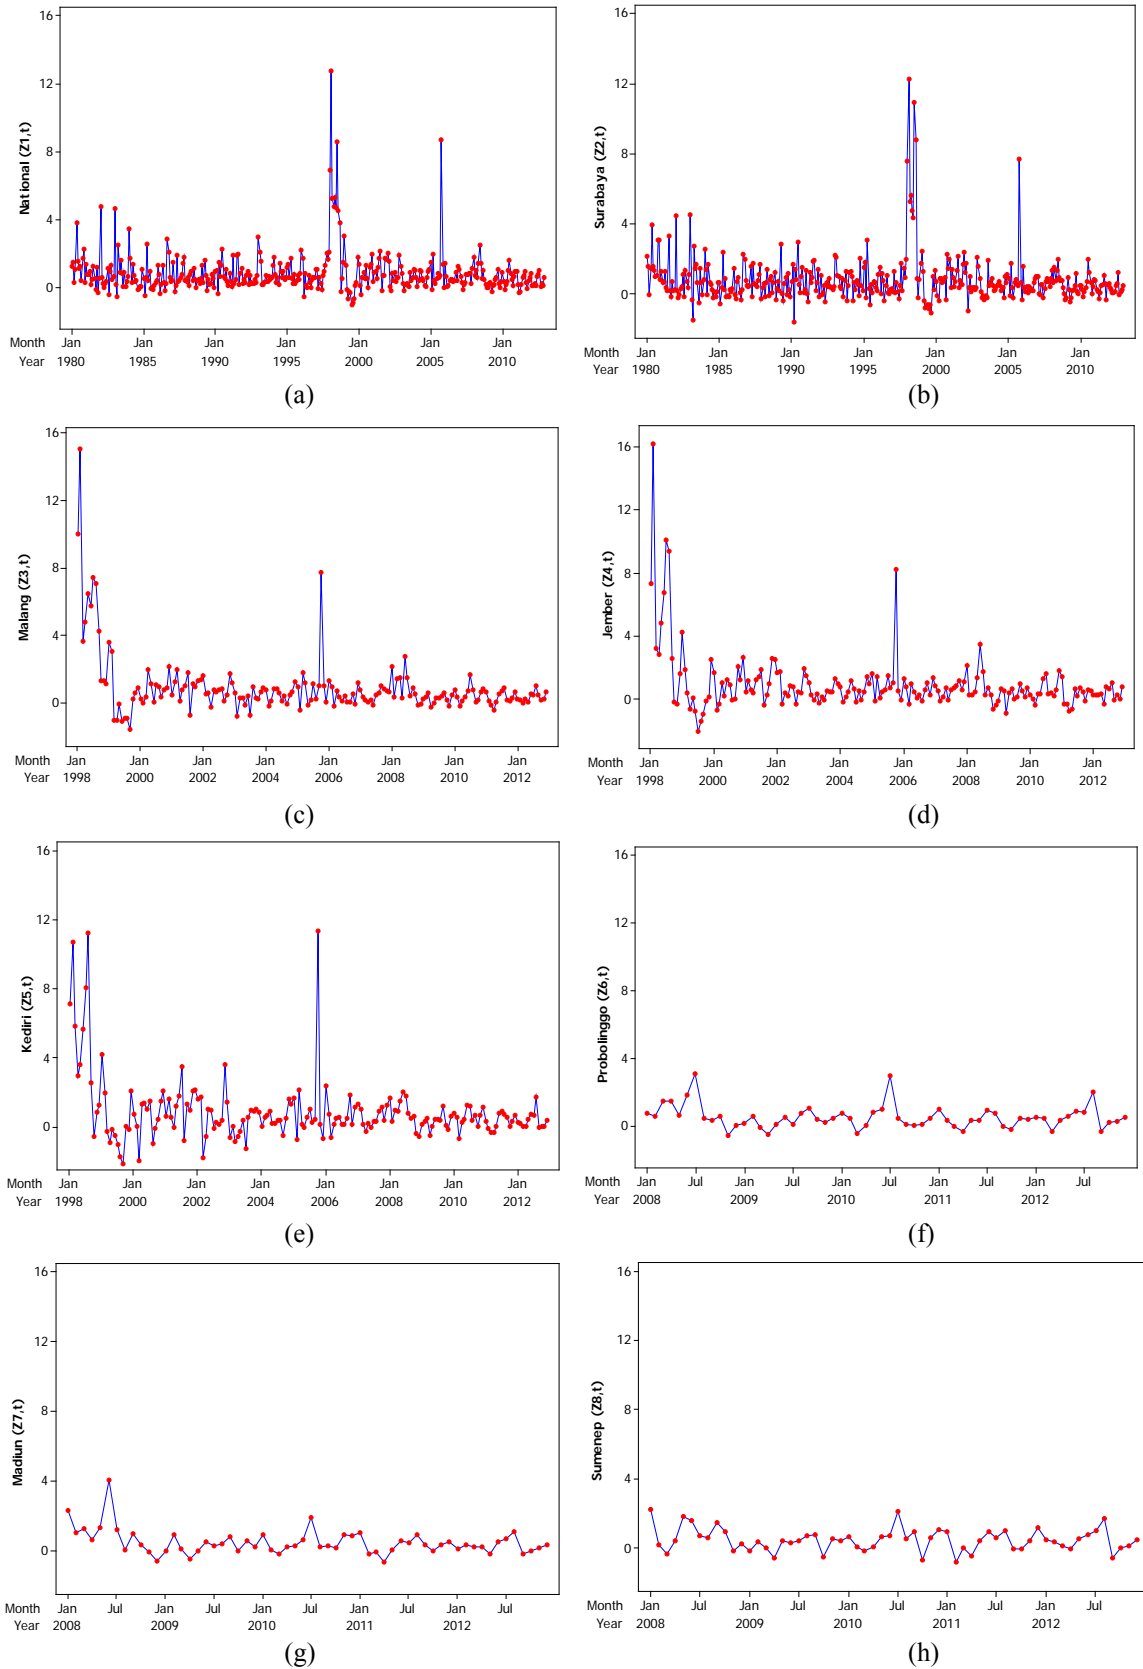 16
12
8
4
0
National (Z1,t)
Month Jan Jan Jan Jan Jan Jan Jan
Year 1980 1985 1990 1995 2000 2005 2010
(a)
16
12
8
4
0
Surabaya (Z2,t)
Month Jan Jan Jan Jan Jan Jan Jan
Year 1980 1985 1990 1995 2000 2005 2010
(b)
16
12
8
4
0
Malang (Z3,t)
Month Jan Jan Jan Jan Jan Jan Jan Jan
Year 1998 2000 2002 2004 2006 2008 2010 2012
(c)
16
12
8
4
0
Jember (Z4,t)
Month Jan Jan Jan Jan Jan Jan Jan Jan
Year 1998 2000 2002 2004 2006 2008 2010 2012
(d)
16
12
8
4
0
Kediri (Z5,t)
Month Jan Jan Jan Jan Jan Jan Jan Jan
Year 1998 2000 2002 2004 2006 2008 2010 2012
(e)
16
12
8
4
0
Probolinggo (Z6,t)
Month Jan Jul Jan Jul Jan Jul Jan Jul Jan Jul
Year 2008 2009 2010 2011 2012
(f)
16
12
8
4
0
Madiun (Z7,t)
Month Jan Jul Jan Jul Jan Jul Jan Jul Jan Jul
Year 2008 2009 2010 2011 2012
(g)
16
12
8
4
0
Sumenep (Z8,t)
Month Jan Jul Jan Jul Jan Jul Jan Jul Jan Jul
Year 2008 2009 2010 2011 2012
(h)